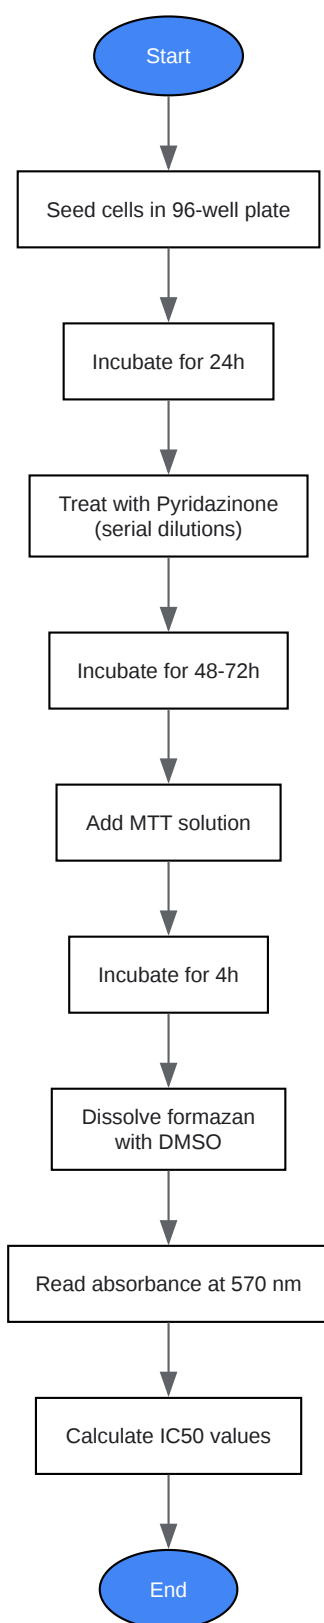 Start
Seed cells in 96-well plate
Incubate for 24h
Treat with Pyridazinone
(serial dilutions)
Incubate for 48-72h
Add MTT solution
Incubate for 4h
Dissolve formazan
with DMSO
Read absorbance at 570 nm
Calculate IC50 values
End